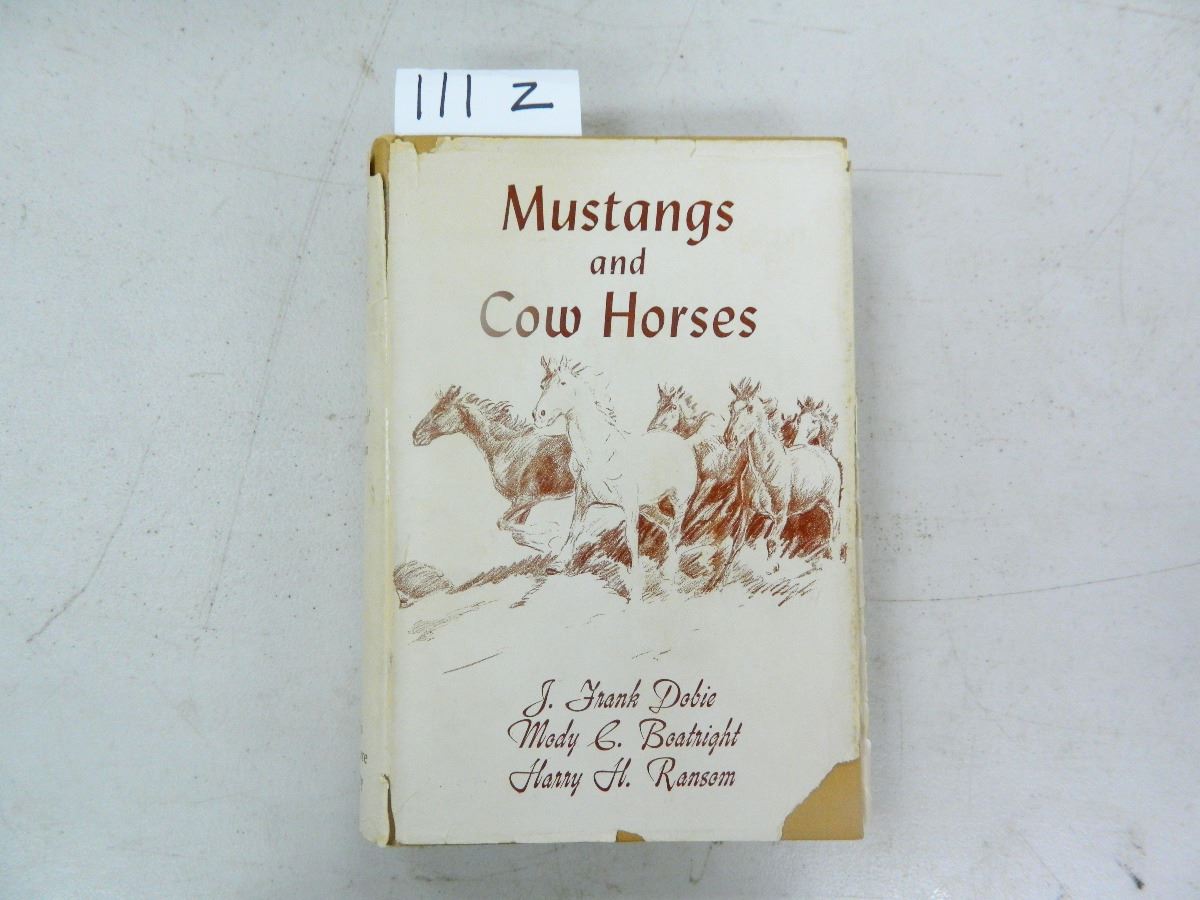 111 Z
Mustangs
and
Cow Horses
J. Frank Dobie
Mody C. Boatright
Harry H. Ransom